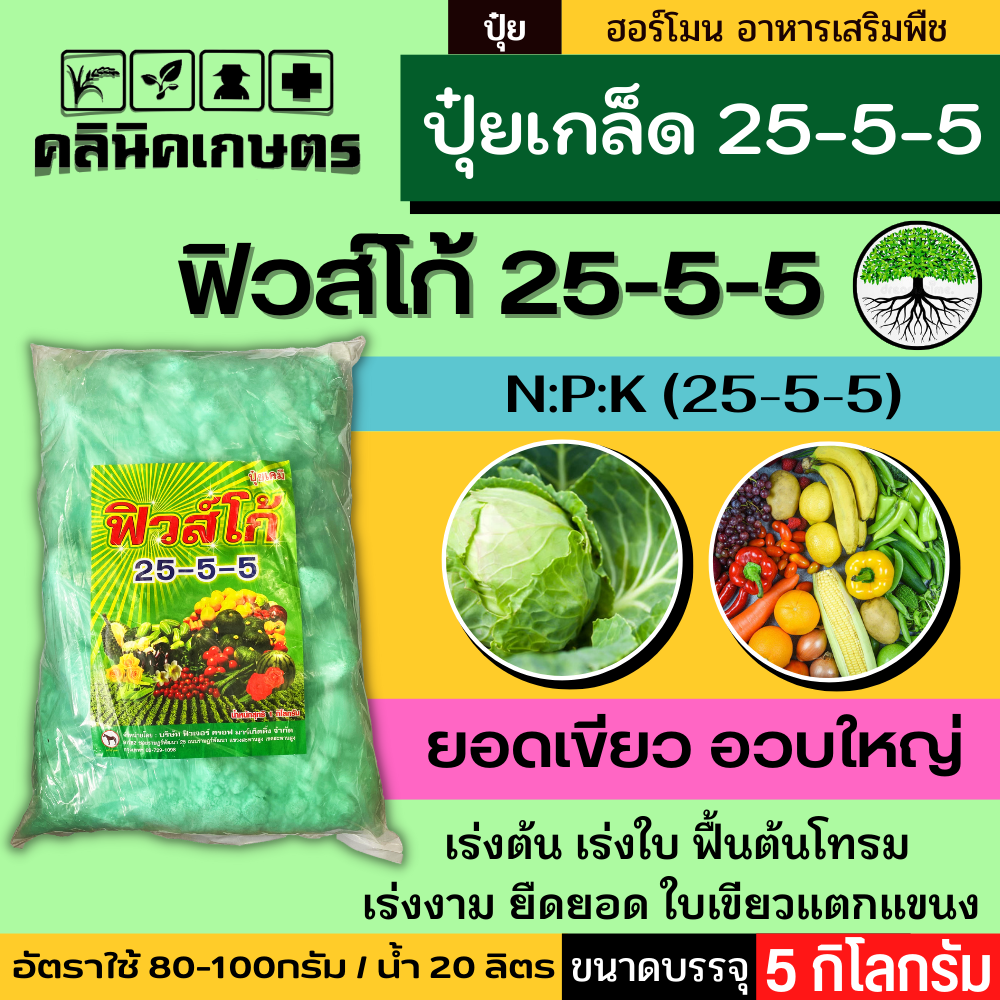 ปุ๋ย ฮอร์โมน อาหารเสริมพืช
คลินิคเกษตร
ปุ๋ยเกล็ด 25-5-5
ฟิวส์โก้ 25-5-5
N:P:K (25-5-5)
ปุ๋ยเคมี
ฟิวส์โก้
25-5-5
ยอดเขียว อวบใหญ่
เร่งต้น เร่งใบ ฟื้นต้นโทรม
เร่งงาม ยืดยอด ใบเขียวแตกแขนง
อัตราใช้ 80-100กรัม / น้ำ 20 ลิตร ขนาดบรรจุ 5 กิโลกรัม